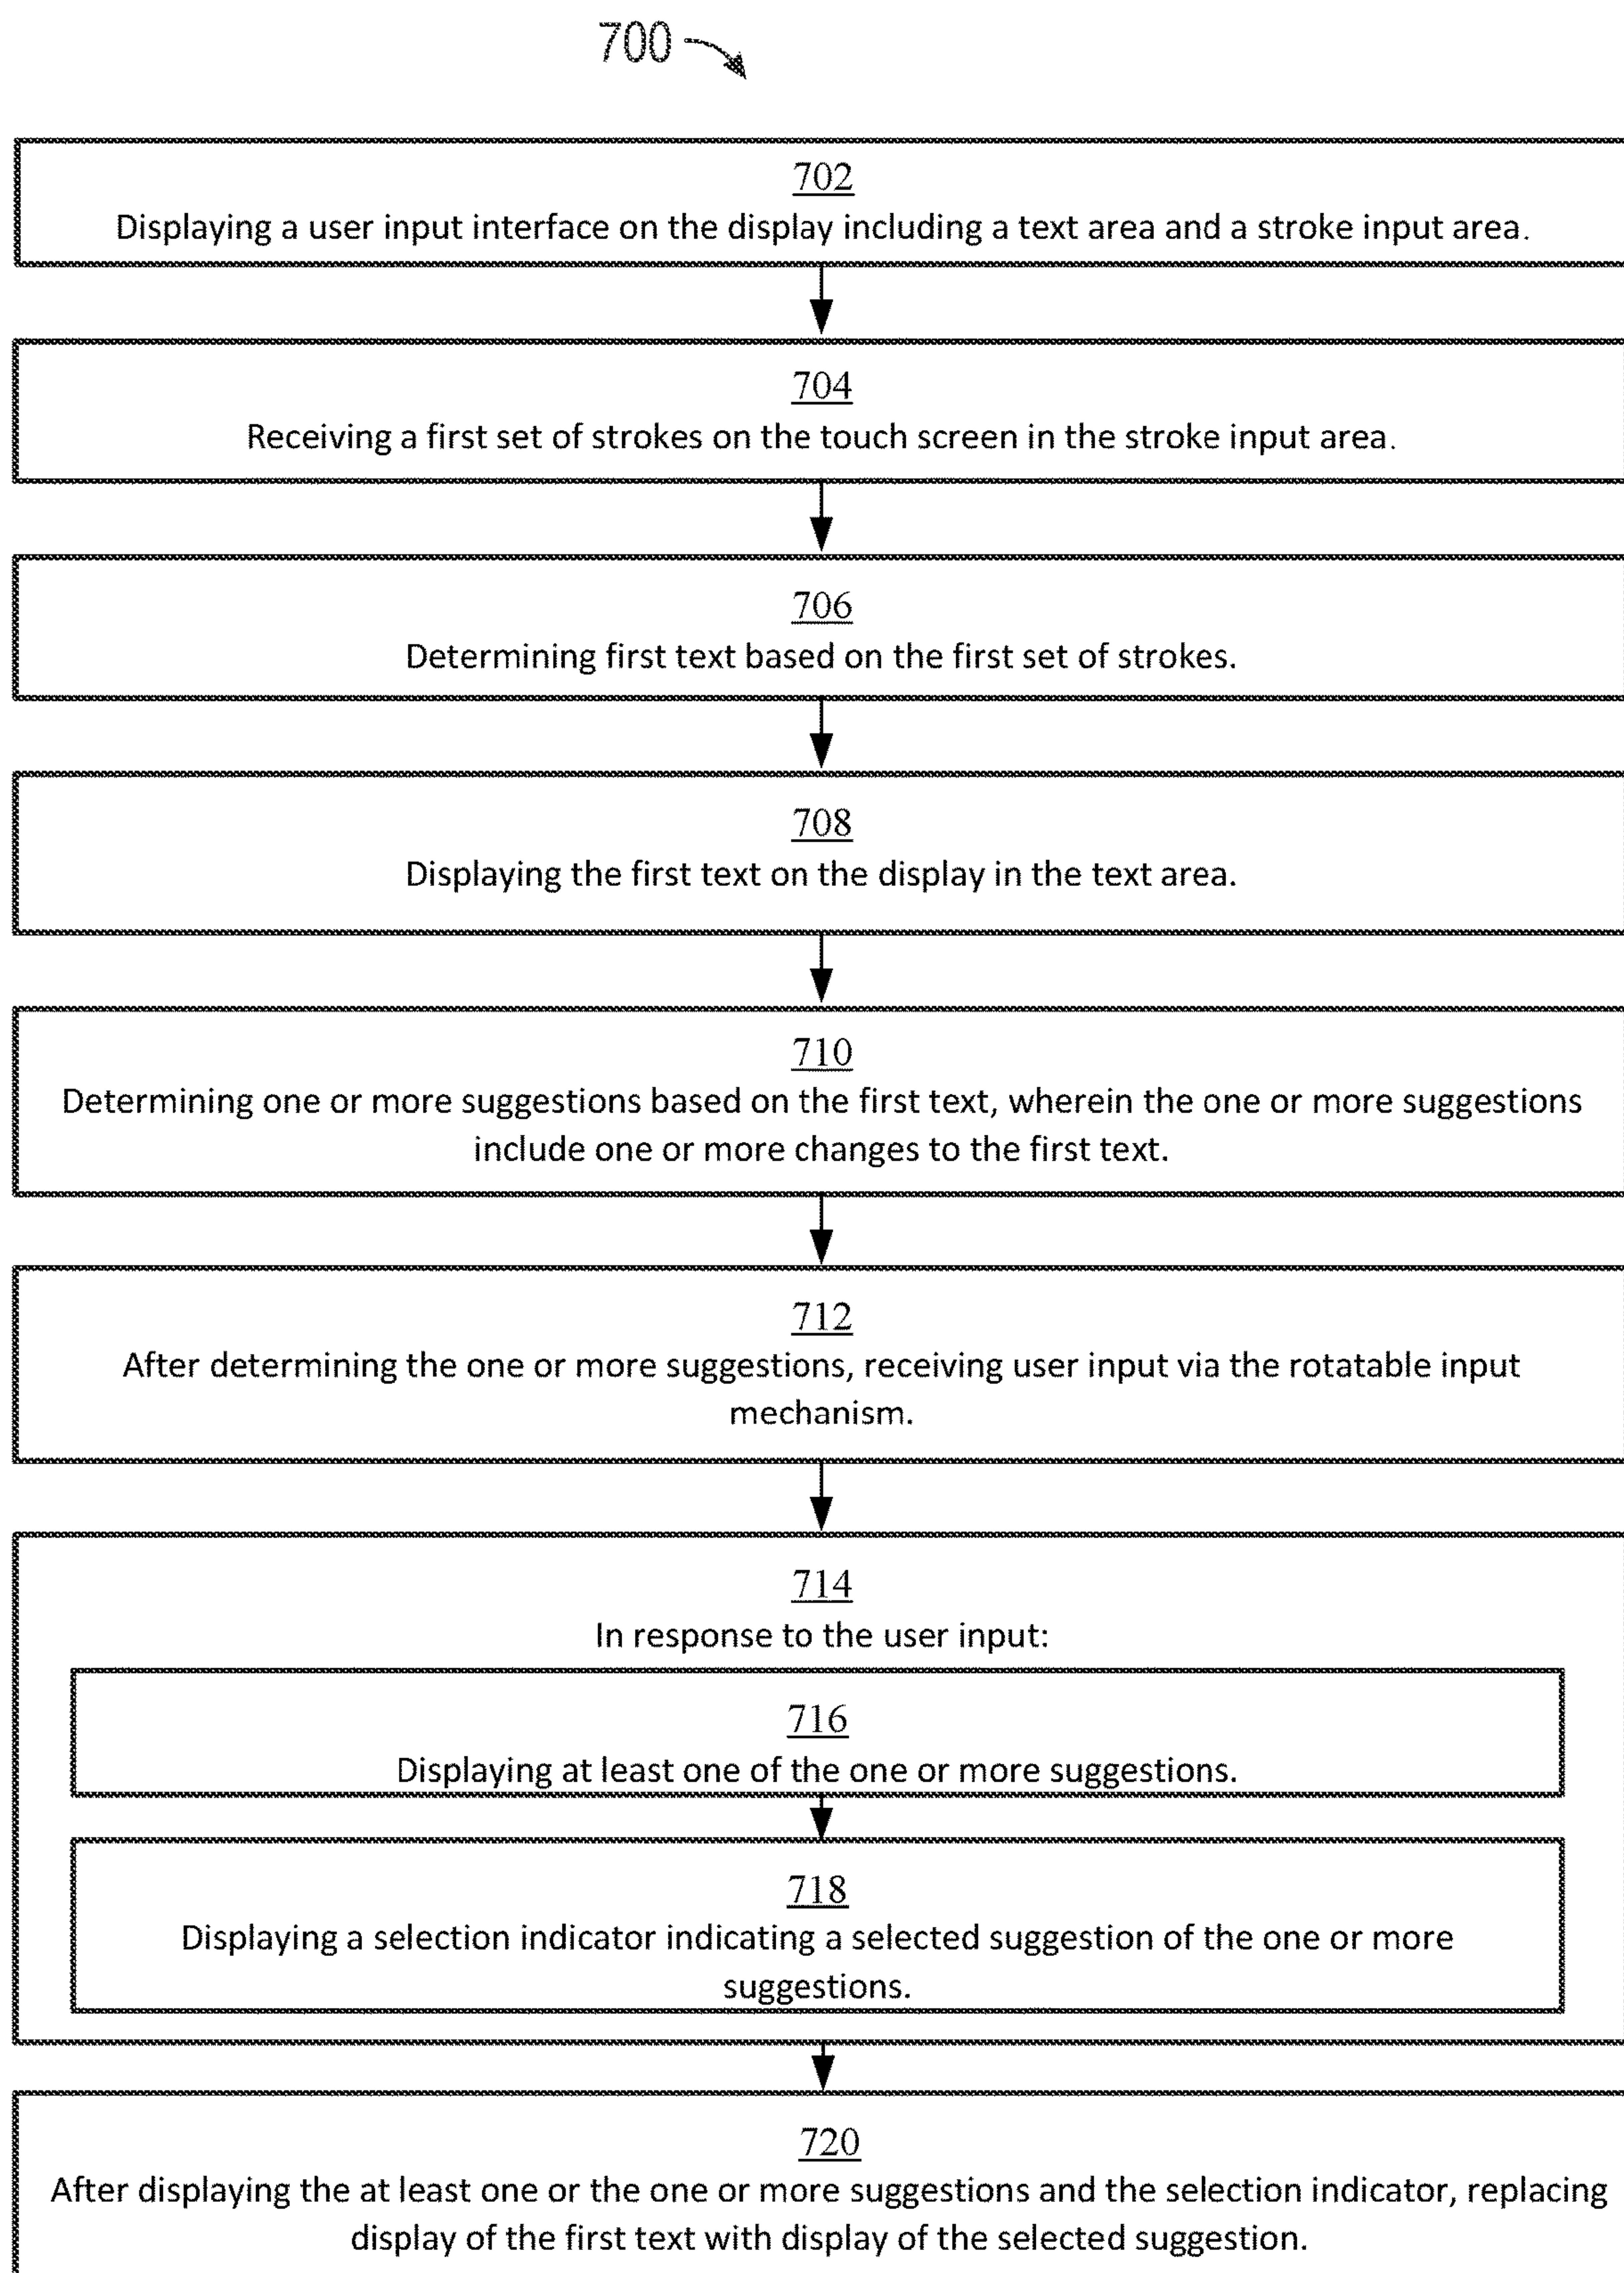 700
702
Displaying a user input interface on the display including a text area and a stroke input area.
704
Receiving a first set of strokes on the touch screen in the stroke input area.
706
Determining first text based on the first set of strokes.
708
Displaying the first text on the display in the text area.
710
Determining one or more suggestions based on the first text, wherein the one or more suggestions
include one or more changes to the first text.
712
After determining the one or more suggestions, receiving user input via the rotatable input
mechanism.
714
In response to the user input:
716
Displaying at least one of the one or more suggestions.
718
Displaying a selection indicator indicating a selected suggestion of the one or more
suggestions.
720
After displaying the at least one or the one or more suggestions and the selection indicator, replacing
display of the first text with display of the selected suggestion.